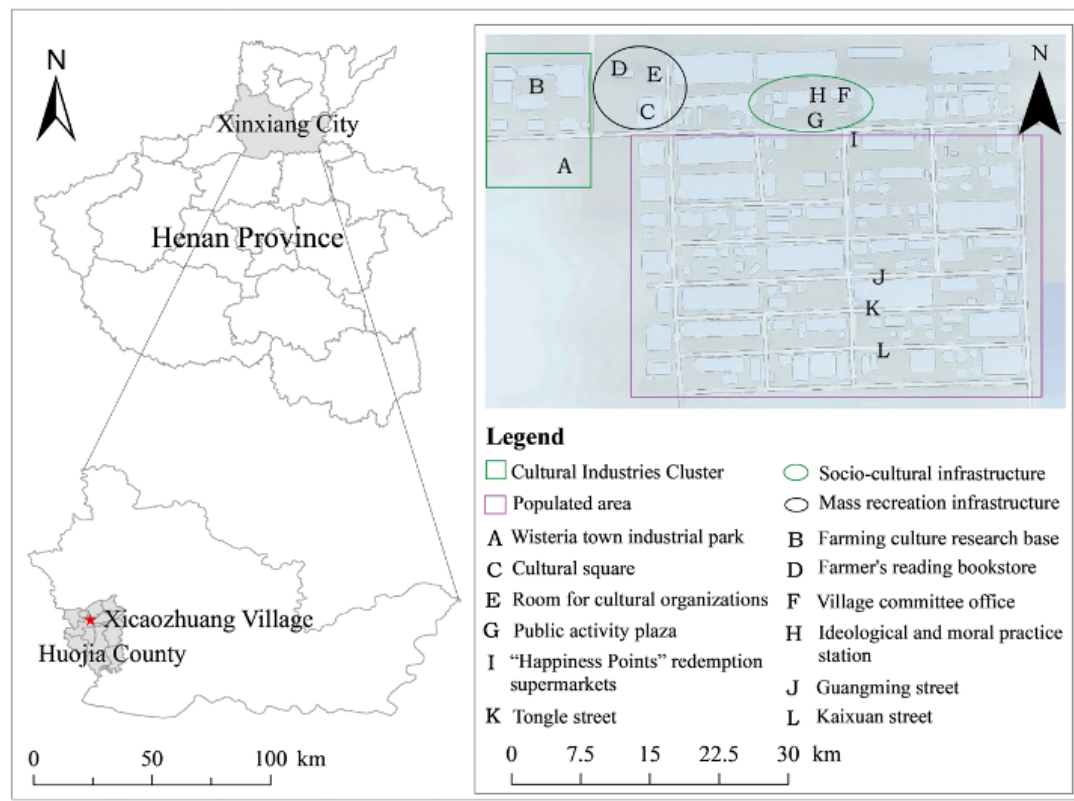 N
Xinxiang City
Henan Province
Xicaozhuang Village
Huojia County
0 50 100 km
N
B
D
E
C
H F
G
A
I
J
K
L
Legend
Cultural Industries Cluster
Socio-cultural infrastructure
Populated area
Mass recreation infrastructure
A Wisteria town industrial park
B Farming culture research base
C Cultural square
D Farmer's reading bookstore
E Room for cultural organizations
F Village committee office
G Public activity plaza
H Ideological and moral practice
station
I “Happiness Points” redemption
supermarkets
J Guangming street
K Tongle street
L Kaixuan street
0 7.5 15 22.5 30 km